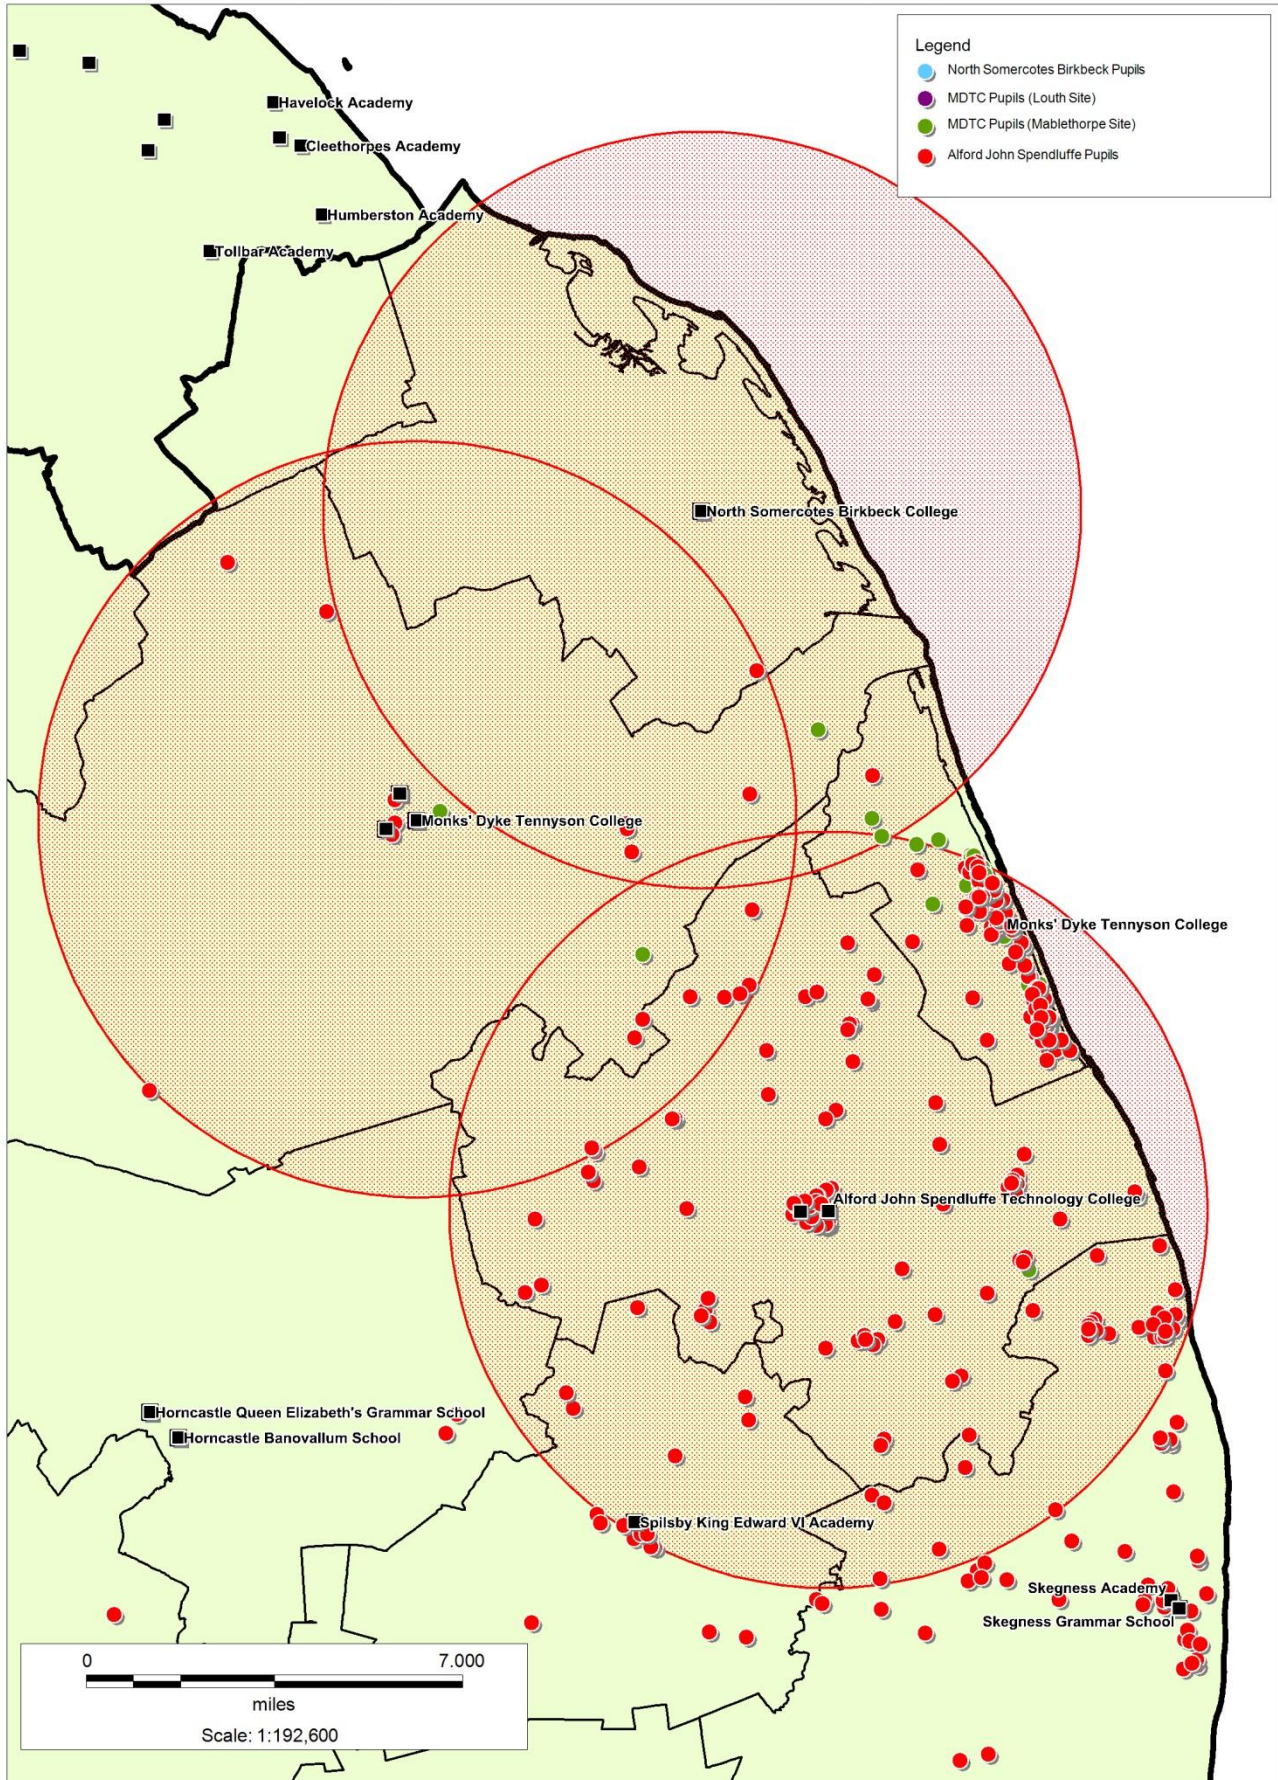 Legend
North Somercotes Birkbeck Pupils
MDTC Pupils (Louth Site)
MDTC Pupils (Mablethorpe Site)
Alford John Spendluffe Pupils
Havelock Academy
Cleethorpes Academy
Humberston Academy
Tollbar Academy
North Somercotes Birkbeck College
Monks' Dyke Tennyson College
Monks' Dyke Tennyson College
Alford John Spendluffe Technology College
Horncastle Queen Elizabeth's Grammar School
Horncastle Banovallum School
Spilsby King Edward VI Academy
Skegness Academy
Skegness Grammar School
0 7.000
miles
Scale: 1:192,600